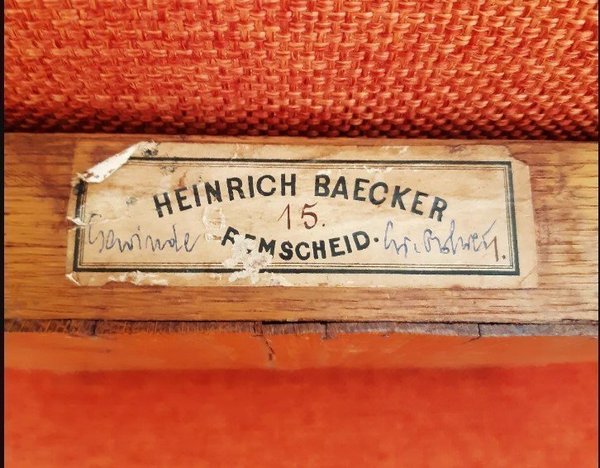 HEINRICH BAECKER
15.
Gewinde REMSCHEID.